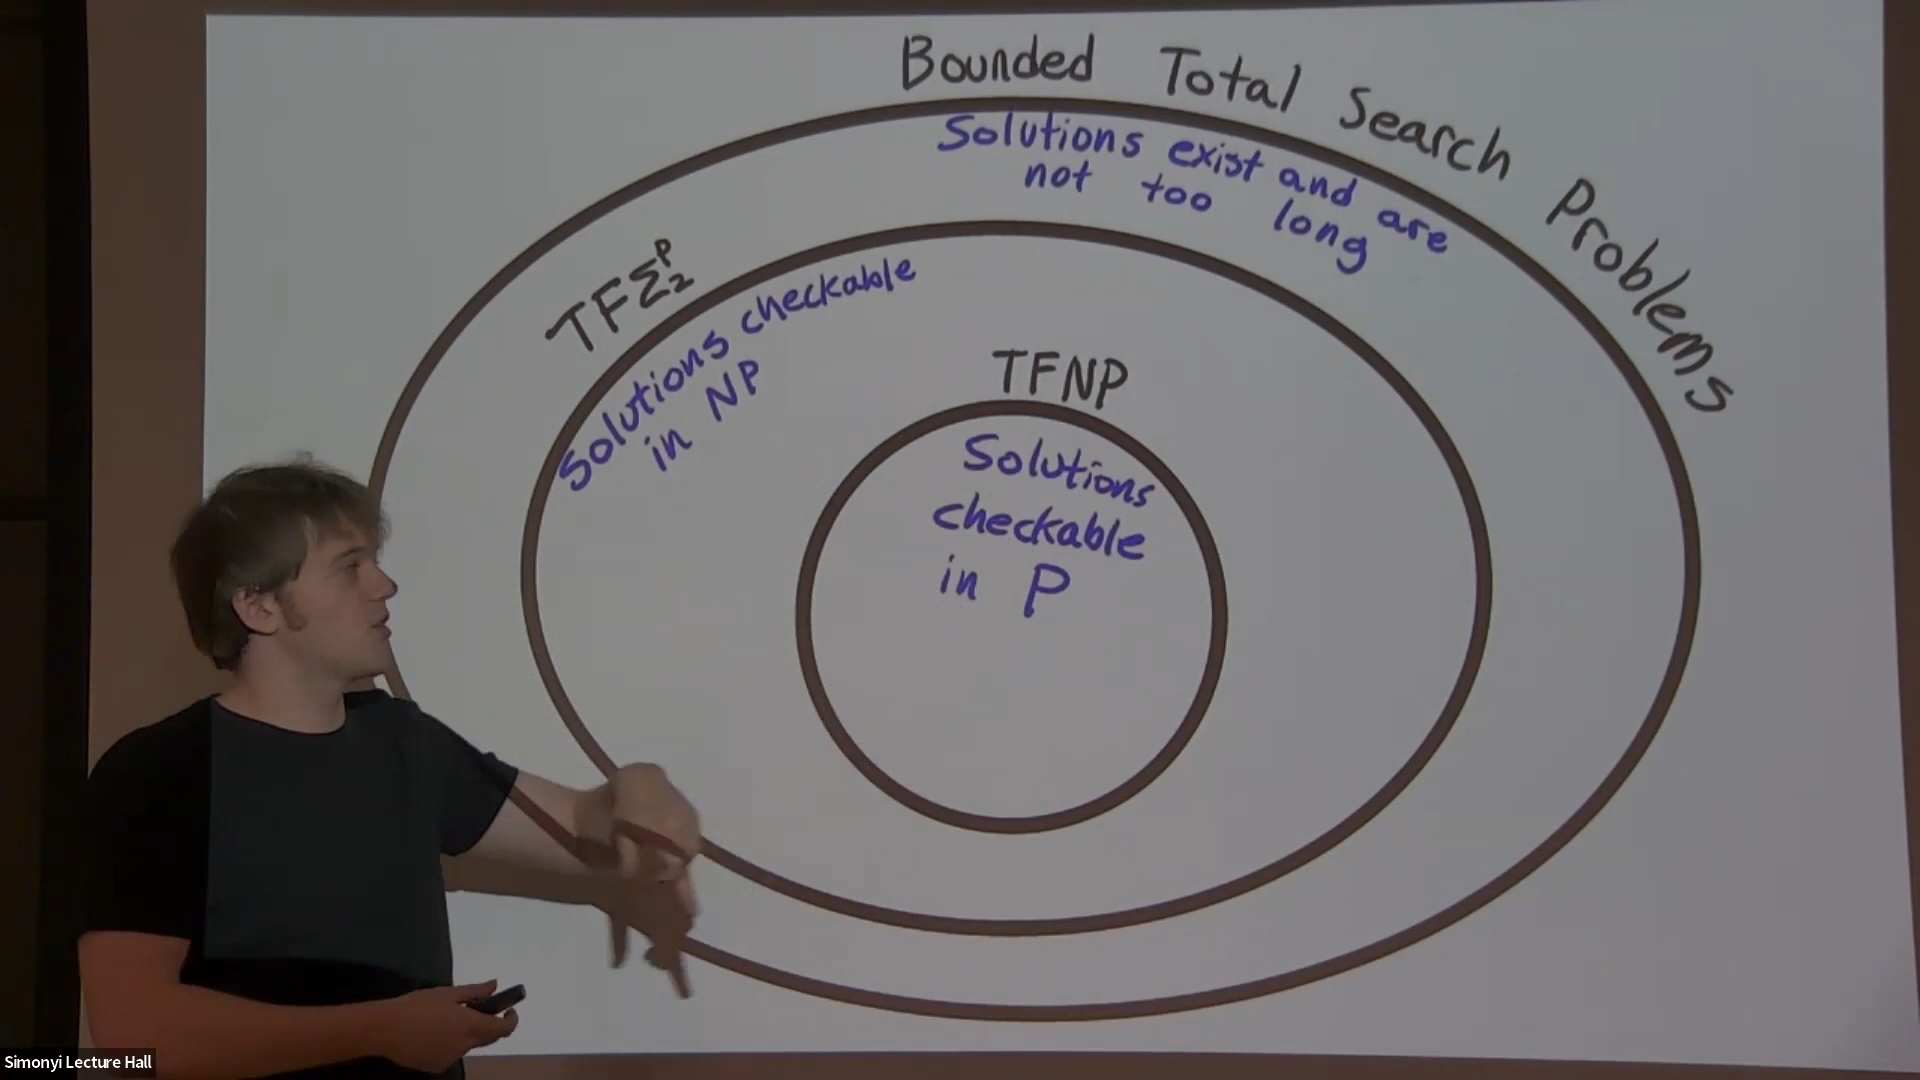 Bounded Total Search Problems
Solutions exist and are
not too long
TFΣ₂ᴾ
Solutions checkable
in NP
TFNP
Solutions
checkable
in P
Simonyi Lecture Hall